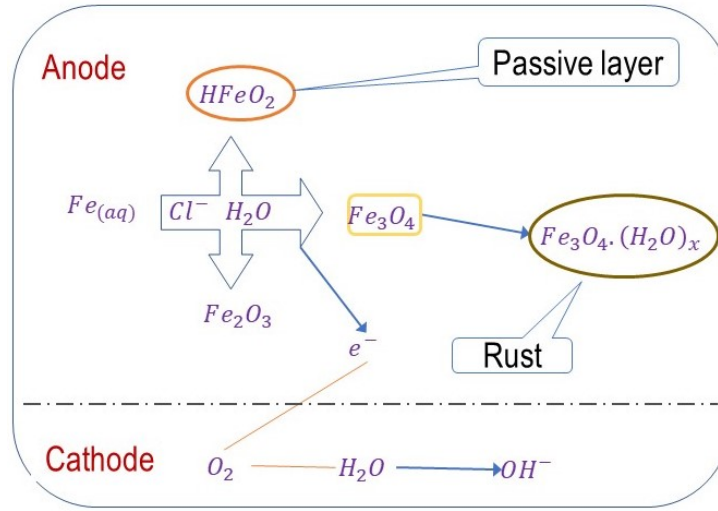 Anode
Passive layer
HFeO₂
Fe₍aq₎ Cl⁻ H₂O Fe₃O₄ Fe₃O₄.(H₂O)ₓ
Fe₂O₃
e⁻
Rust
Cathode
O₂ H₂O OH⁻